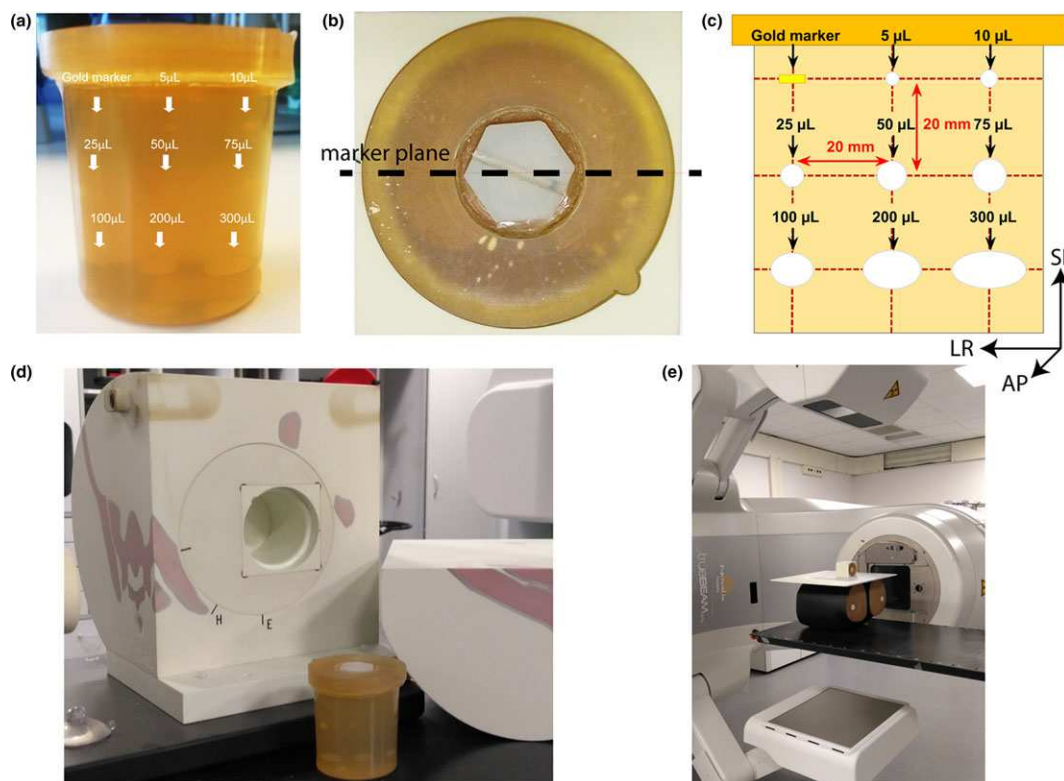 (a)
Gold marker 5µL 10µL
25µL 50µL 75µL
100µL 200µL 300µL
(b)
marker plane
(c)
Gold marker 5 µL 10 µL
20 mm
25 µL 50 µL 75 µL
20 mm
100 µL 200 µL 300 µL
LR
AP
(d)
H
E
(e)
TRUEBEAM